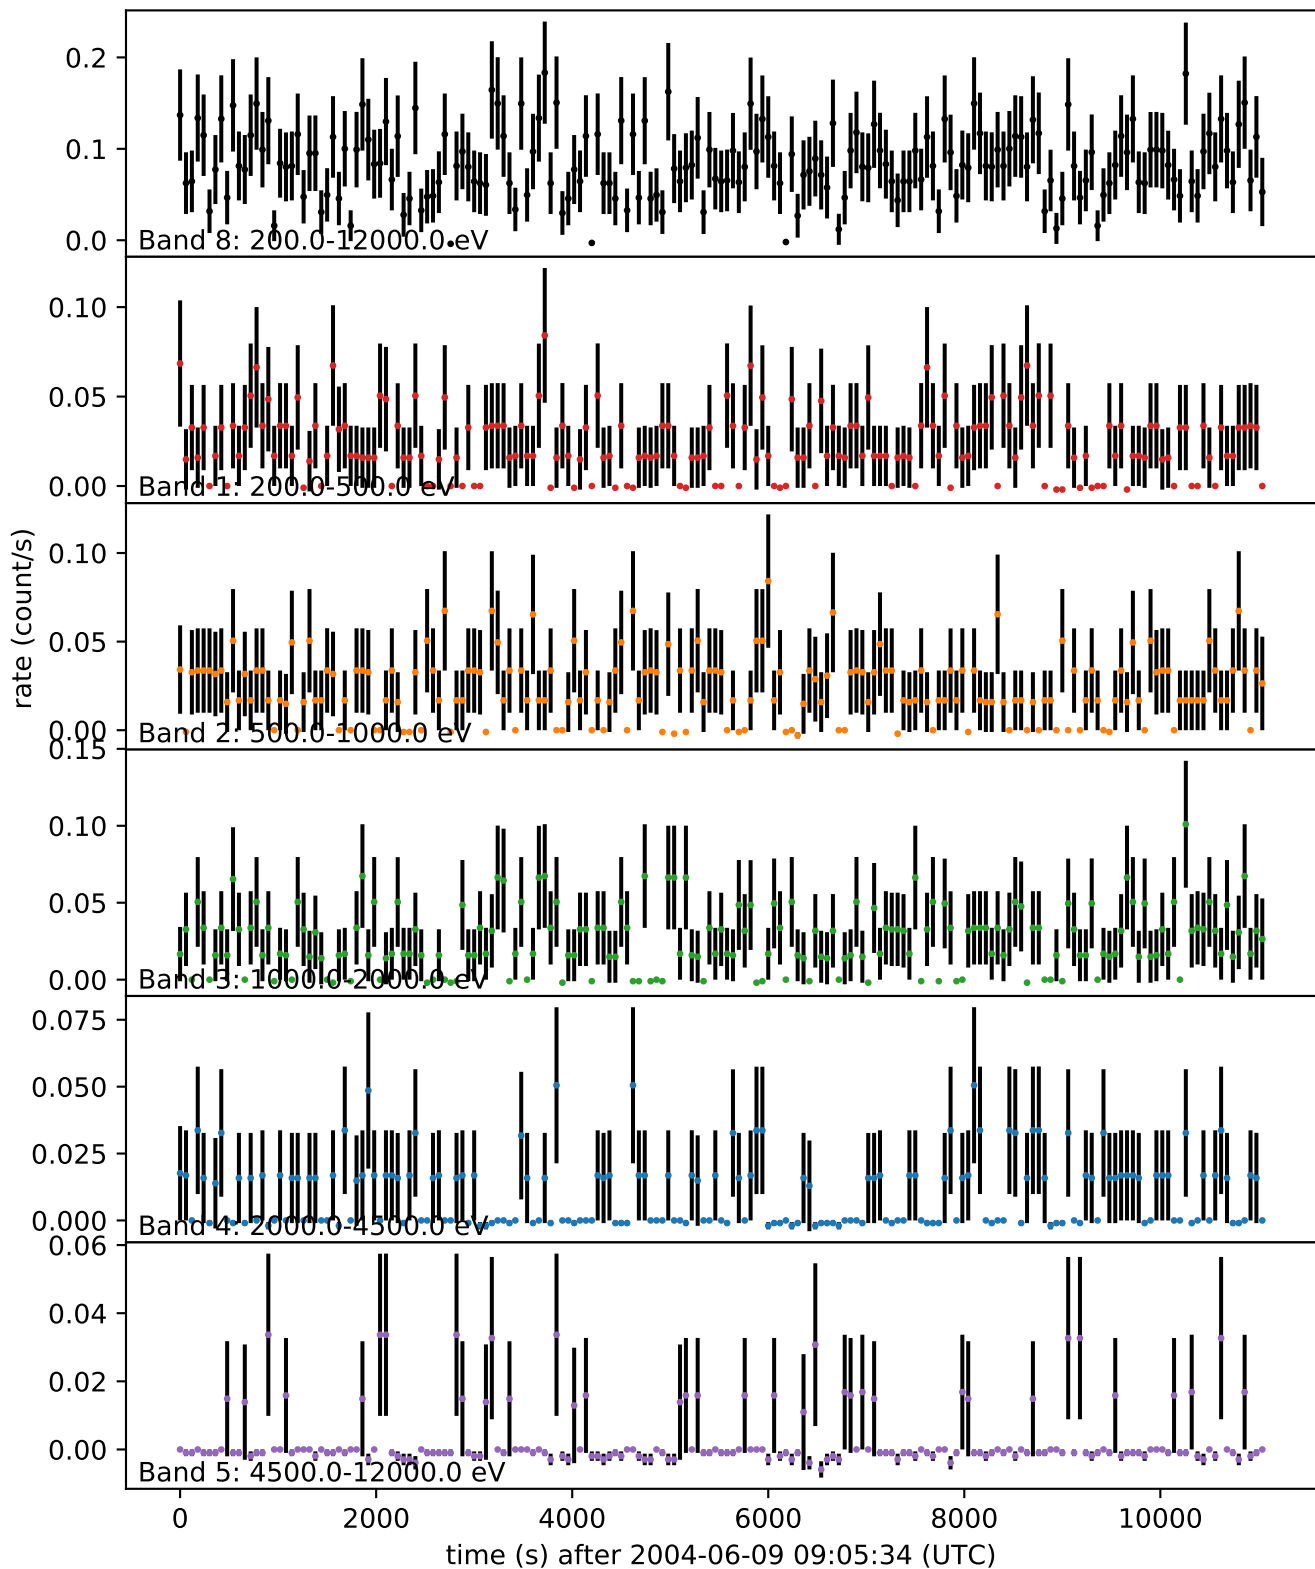 0.2
0.1
0.0
Band 8: 200.0-12000.0 eV
0.10
0.05
0.00
Band 1: 200.0-500.0 eV
rate (count/s)
0.10
0.05
0.00
Band 2: 500.0-1000.0 eV
0.15
0.10
0.05
0.00
Band 3: 1000.0-2000.0 eV
0.075
0.050
0.025
0.000
Band 4: 2000.0-4500.0 eV
0.06
0.04
0.02
0.00
Band 5: 4500.0-12000.0 eV
0 2000 4000 6000 8000 10000
time (s) after 2004-06-09 09:05:34 (UTC)